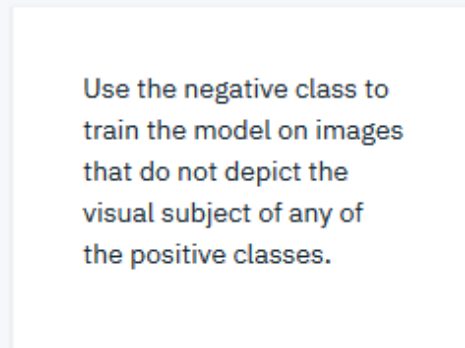 Use the negative class to
train the model on images
that do not depict the
visual subject of any of
the positive classes.